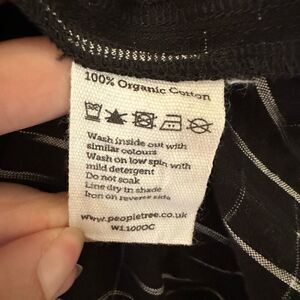 100% Organic Cotton
Wash inside out with
similar colours
Wash on low spin with
mild detergent
Do not soak
Line dry in shade
Iron on reverse side
www.peopletree.co.uk
W1100OC